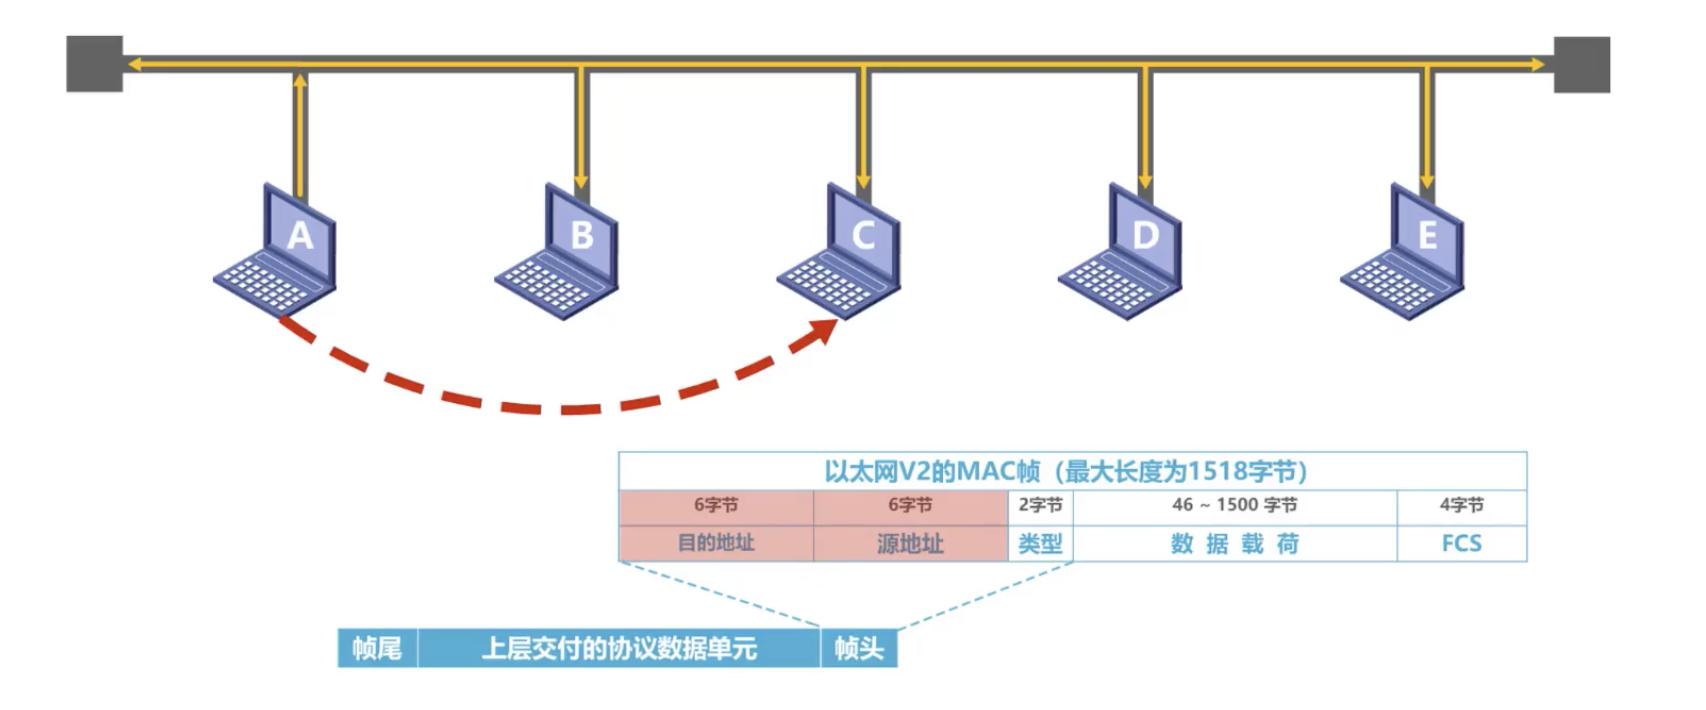 A
B
C
D
E
以太网V2的MAC帧（最大长度为1518字节）
6字节 6字节 2字节 46 ~ 1500 字节 4字节
目的地址 源地址 类型 数 据 载 荷 FCS
帧尾 上层交付的协议数据单元 帧头